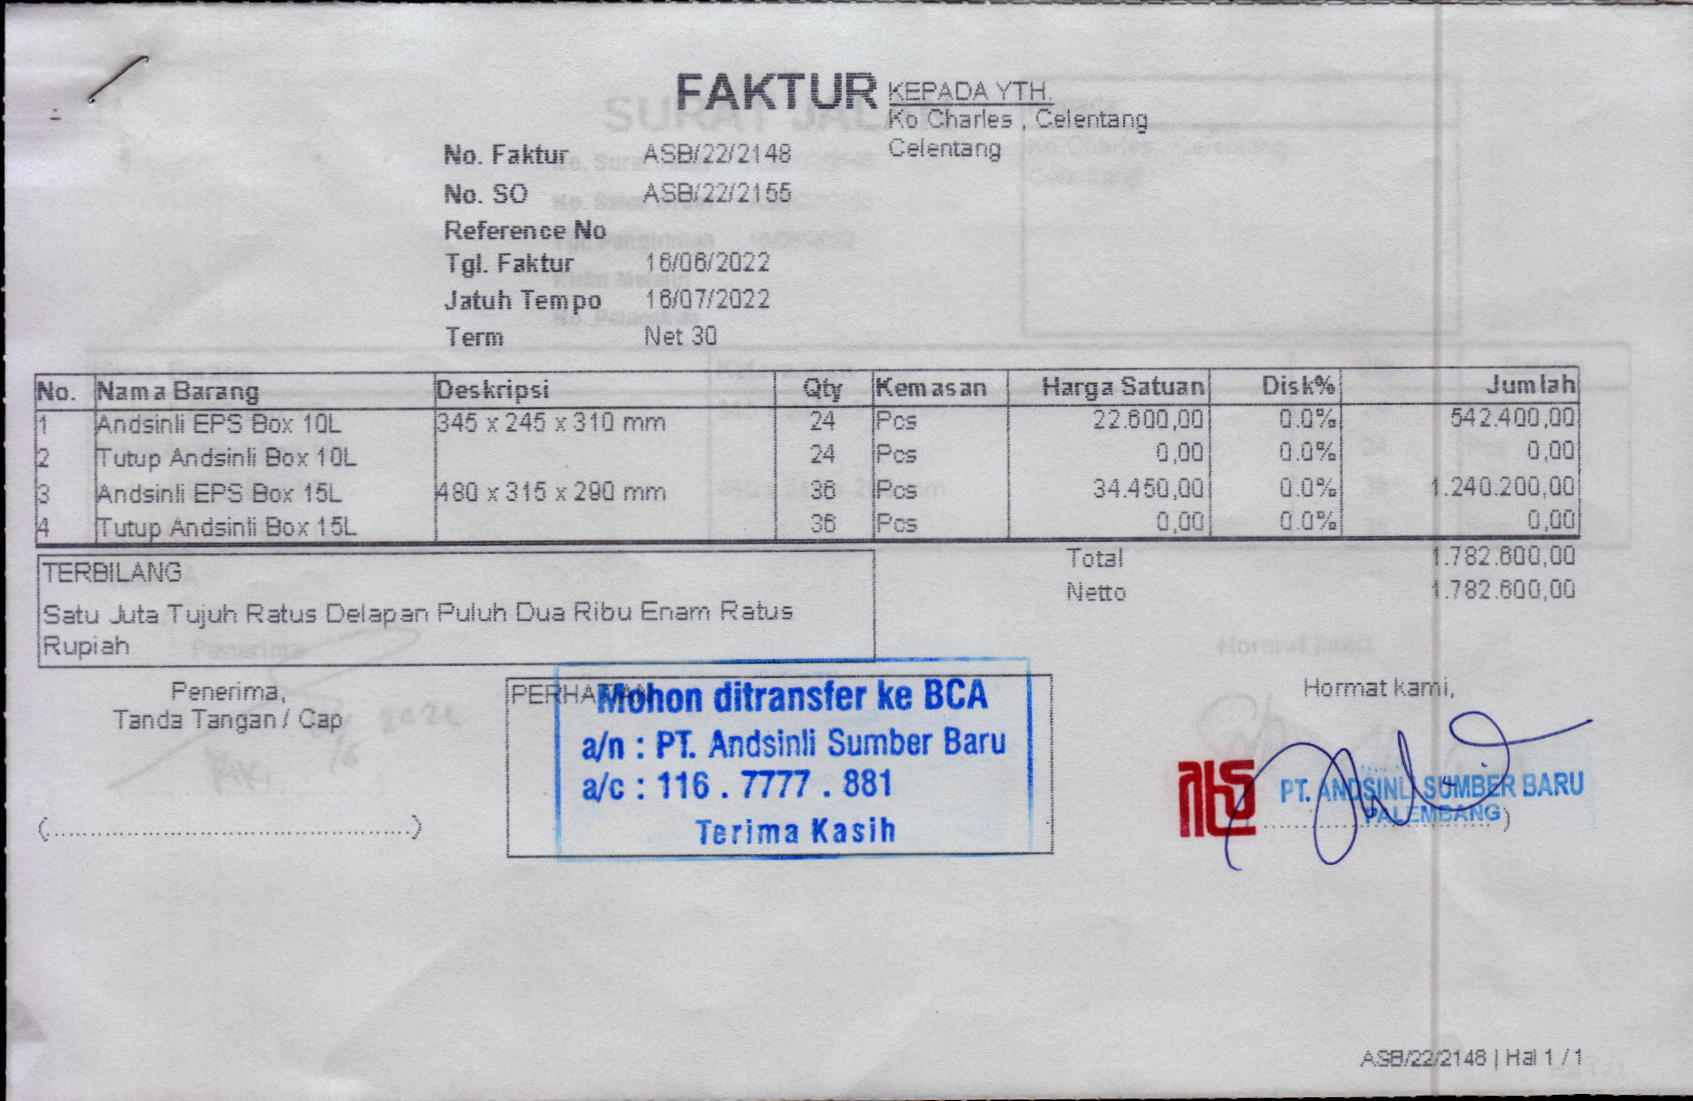 FAKTUR
KEPADA YTH.
Ko Charles , Celentang
Celentang
No. Faktur ASB/22/2148
No. SO ASB/22/2155
Reference No
Tgl. Faktur 16/06/2022
Jatuh Tempo 16/07/2022
Term Net 30
No. Nama Barang Deskripsi Qty Kemasan Harga Satuan Disk% Jumlah
1 Andsinli EPS Box 10L 345 x 245 x 310 mm 24 Pcs 22.600,00 0.0% 542.400,00
2 Tutup Andsinli Box 10L 24 Pcs 0,00 0.0% 0,00
3 Andsinli EPS Box 15L 480 x 315 x 290 mm 36 Pcs 34.450,00 0.0% 1.240.200,00
4 Tutup Andsinli Box 15L 36 Pcs 0,00 0.0% 0,00
Total 1.782.600,00
Netto 1.782.600,00
TERBILANG
Satu Juta Tujuh Ratus Delapan Puluh Dua Ribu Enam Ratus
Rupiah
Penerima,
Tanda Tangan / Cap
(........................................)
PERHATIAN
Mohon ditransfer ke BCA
a/n : PT. Andsinli Sumber Baru
a/c : 116 . 7777 . 881
Terima Kasih
Hormat kami,
PT. ANDSINLI SUMBER BARU
PALEMBANG
ASB/22/2148 | Hal 1 / 1